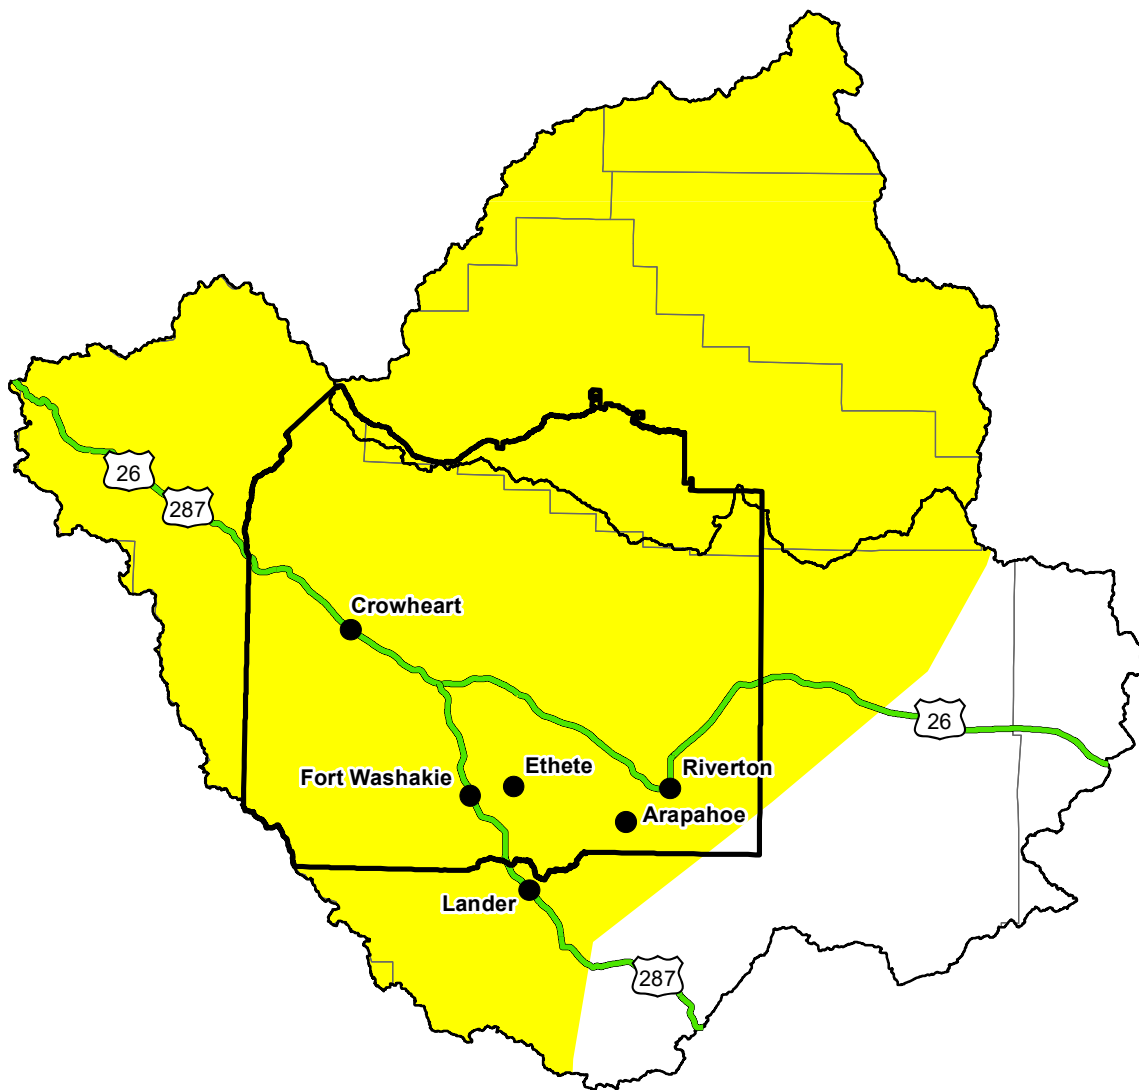 26
287
Crowheart
26
Ethete
Riverton
Fort Washakie
Arapahoe
Lander
287